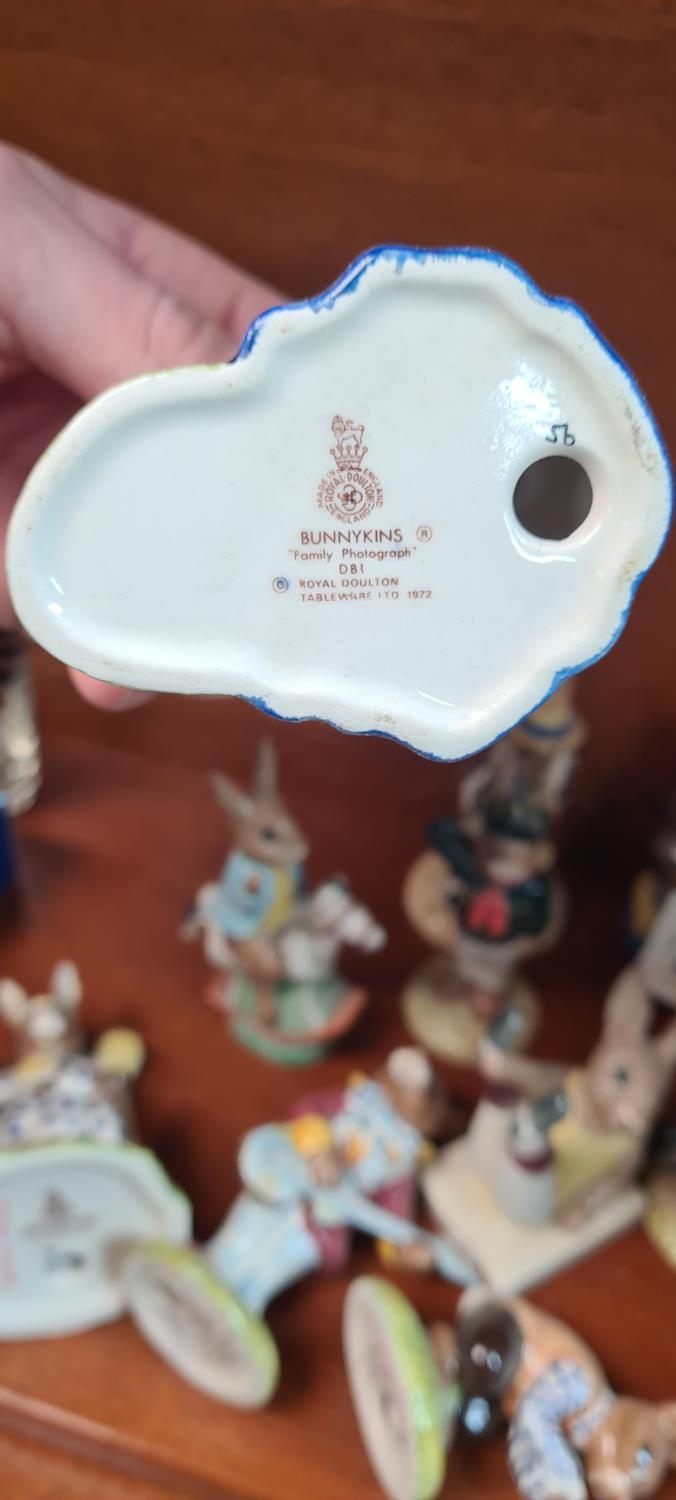 56
MADE IN ENGLAND
ROYAL DOULTON
ENGLAND
BUNNYKINS ®
"Family Photograph"
DB1
© ROYAL DOULTON
TABLEWARE LTD 1972